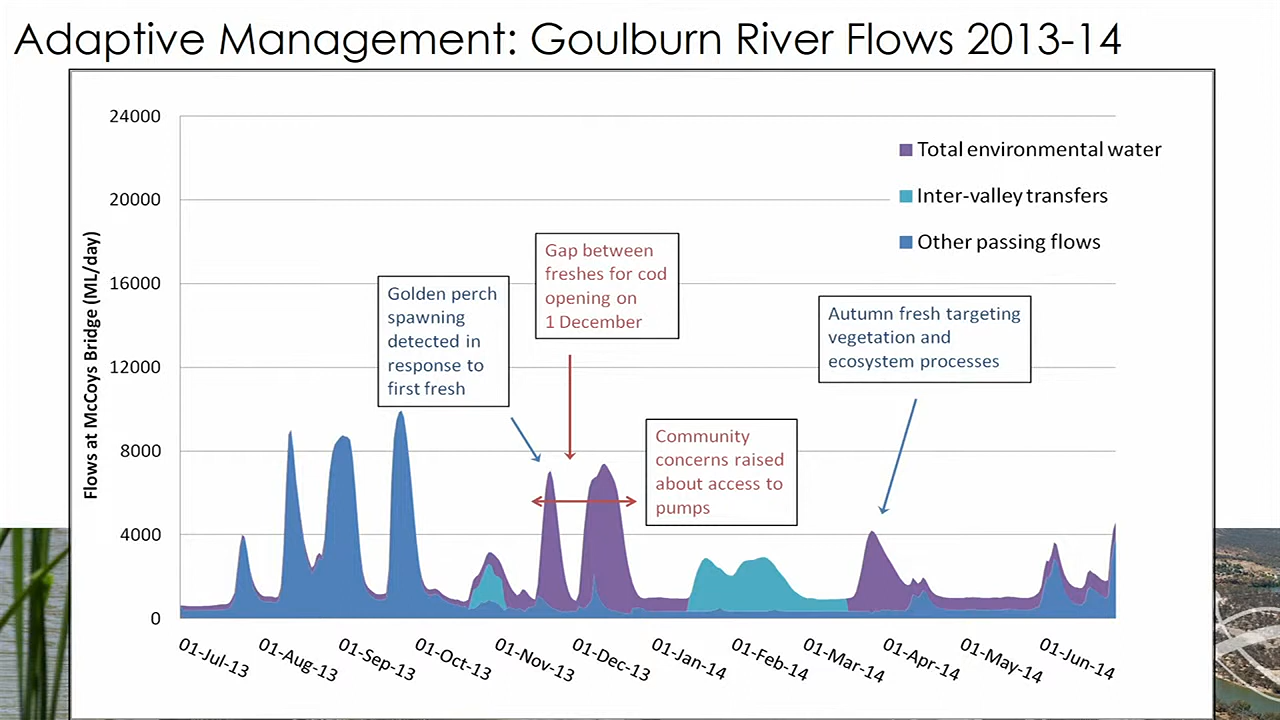 Adaptive Management: Goulburn River Flows 2013-14
24000
20000
16000
12000
8000
4000
0
Flows at McCoys Bridge (ML/day)
Total environmental water
Inter-valley transfers
Other passing flows
Gap between
freshes for cod
opening on
1 December
Golden perch
spawning
detected in
response to
first fresh
Autumn fresh targeting
vegetation and
ecosystem processes
Community
concerns raised
about access to
pumps
01-Jul-13
01-Aug-13
01-Sep-13
01-Oct-13
01-Nov-13
01-Dec-13
01-Jan-14
01-Feb-14
01-Mar-14
01-Apr-14
01-May-14
01-Jun-14